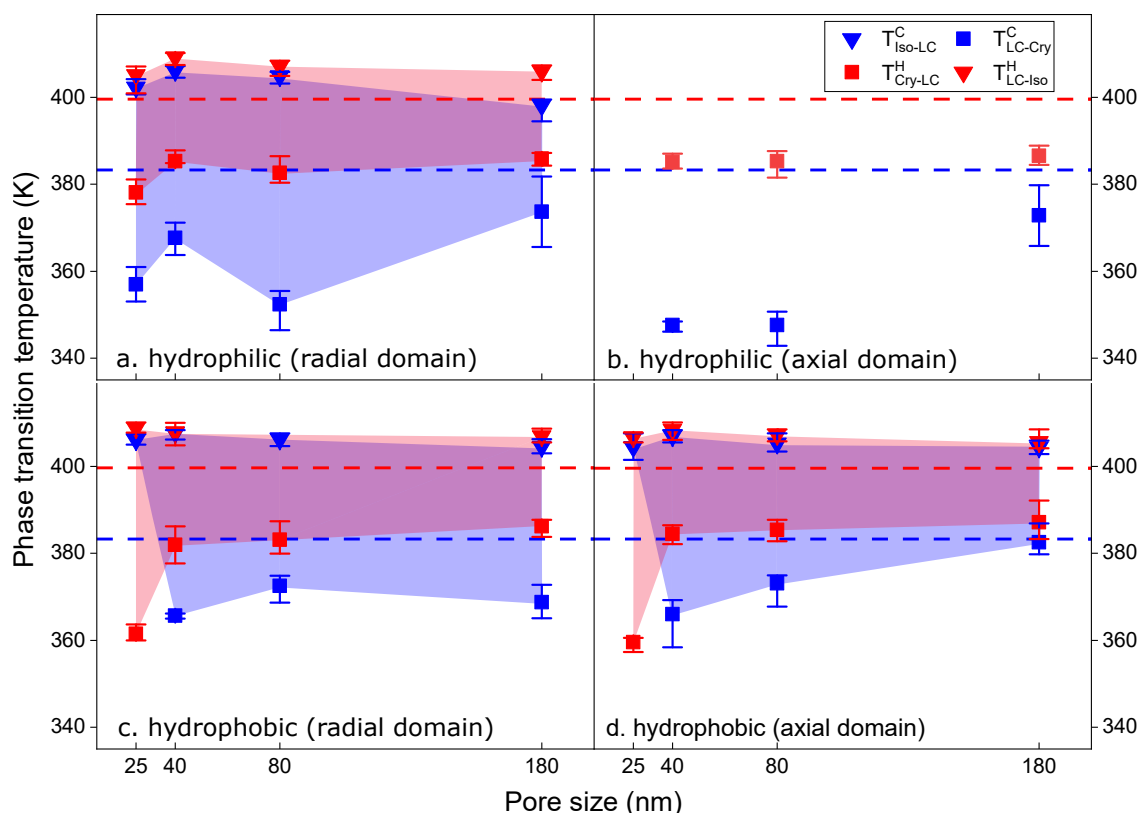 T^C_Iso-LC T^C_LC-Cry
T^H_Cry-LC T^H_LC-Iso
400
380
360
340
a. hydrophilic (radial domain)
b. hydrophilic (axial domain)
400
380
360
340
Phase transition temperature (K)
400
380
360
340
c. hydrophobic (radial domain)
d. hydrophobic (axial domain)
400
380
360
340
25 40 80 180
25 40 80 180
Pore size (nm)